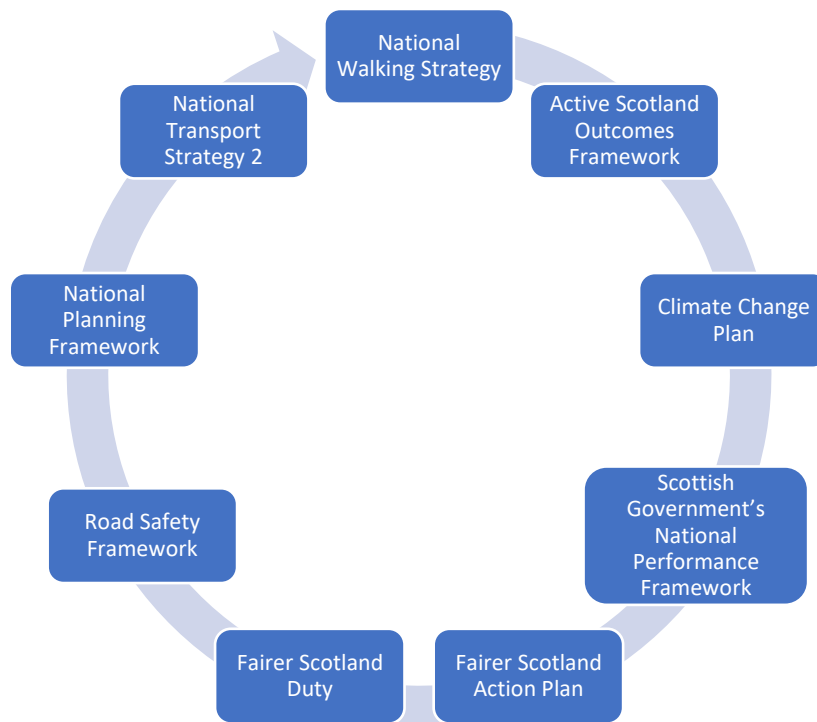 National
Walking Strategy
Active Scotland
Outcomes
Framework
Climate Change
Plan
Scottish
Government’s
National
Performance
Framework
Fairer Scotland
Action Plan
Fairer Scotland
Duty
Road Safety
Framework
National
Planning
Framework
National
Transport
Strategy 2